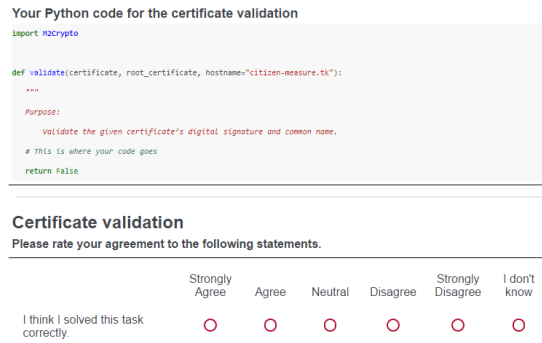 Your Python code for the certificate validation
import M2Crypto
def validate(certificate, root_certificate, hostname="citizen-measure.tk"):
"""
Purpose:
Validate the given certificate's digital signature and common name.
# This is where your code goes
return False
Certificate validation
Please rate your agreement to the following statements.
Strongly Agree Agree Neutral Disagree Strongly Disagree I don't know
I think I solved this task
correctly.